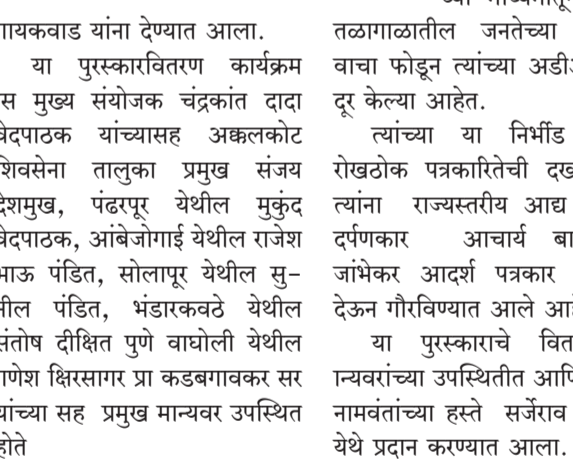 गायकवाड यांना देण्यात आला.
या पुरस्कारवितरण कार्यक्रम
स मुख्य संयोजक चंद्रकांत दादा
वेदपाठक यांच्यासह अक्कलकोट
शिवसेना तालुका प्रमुख संजय
देशमुख, पंढरपूर येथील मुकुंद
वेदपाठक, आंबेजोगाई येथील राजेश
भाऊ पंडित, सोलापूर येथील सु-
नील पंडित, भंडारकवठे येथील
संतोष दीक्षित पुणे वाघोली येथील
गणेश क्षिरसागर प्रा कडबगावकर सर
यांच्या सह प्रमुख मान्यवर उपस्थित
होते
तळागाळातील जनतेच्या
वाचा फोडून त्यांच्या
दूर केल्या आहेत.
त्यांच्या या निर्भीड
रोखठोक पत्रकारितेची
त्यांना राज्यस्तरीय आद्य
दर्पणकार आचार्य
जांभेकर आदर्श पत्रकार
देऊन गौरविण्यात आले
या पुरस्काराचे
न्यवरांच्या उपस्थितीत
नामवंतांच्या हस्ते सर्जेराव
येथे प्रदान करण्यात आला.